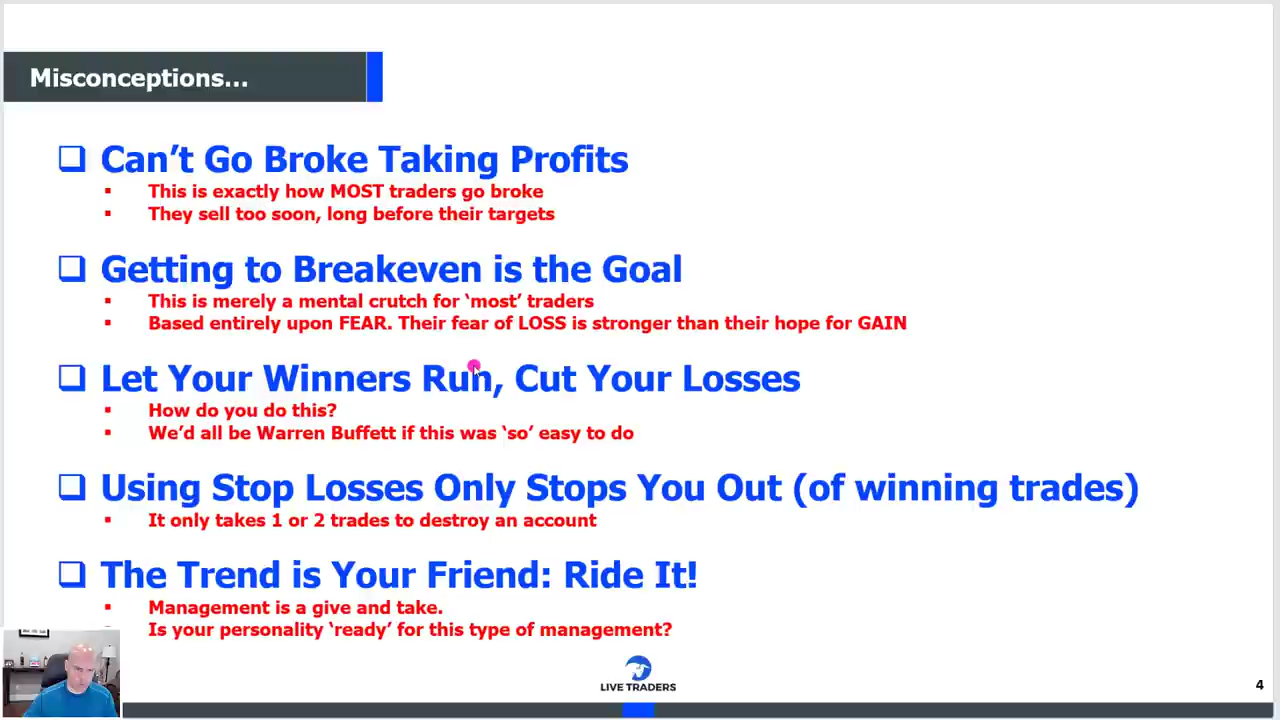 Misconceptions...
❑ Can’t Go Broke Taking Profits
▪ This is exactly how MOST traders go broke
▪ They sell too soon, long before their targets
❑ Getting to Breakeven is the Goal
▪ This is merely a mental crutch for ‘most’ traders
▪ Based entirely upon FEAR. Their fear of LOSS is stronger than their hope for GAIN
❑ Let Your Winners Run, Cut Your Losses
▪ How do you do this?
▪ We’d all be Warren Buffett if this was ‘so’ easy to do
❑ Using Stop Losses Only Stops You Out (of winning trades)
▪ It only takes 1 or 2 trades to destroy an account
❑ The Trend is Your Friend: Ride It!
▪ Management is a give and take.
▪ Is your personality ‘ready’ for this type of management?
LIVE TRADERS
4